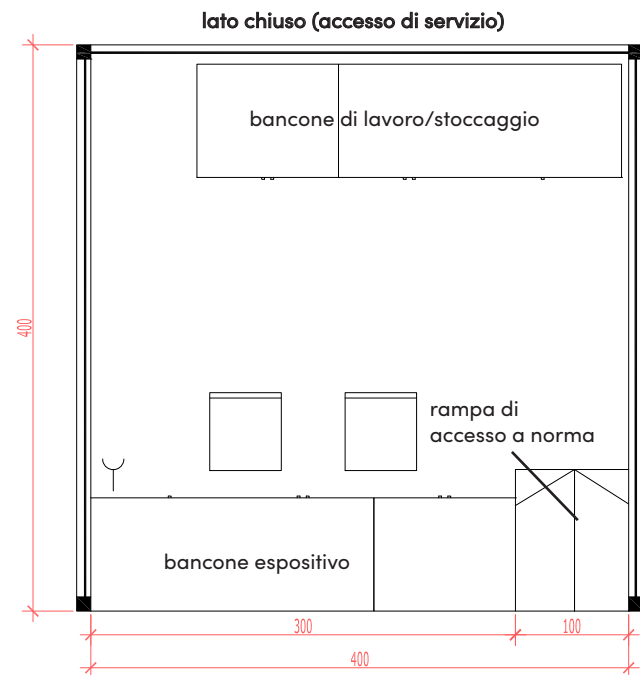 lato chiuso (accesso di servizio)
bancone di lavoro/stoccaggio
400
rampa di
accesso a norma
bancone espositivo
300
100
400